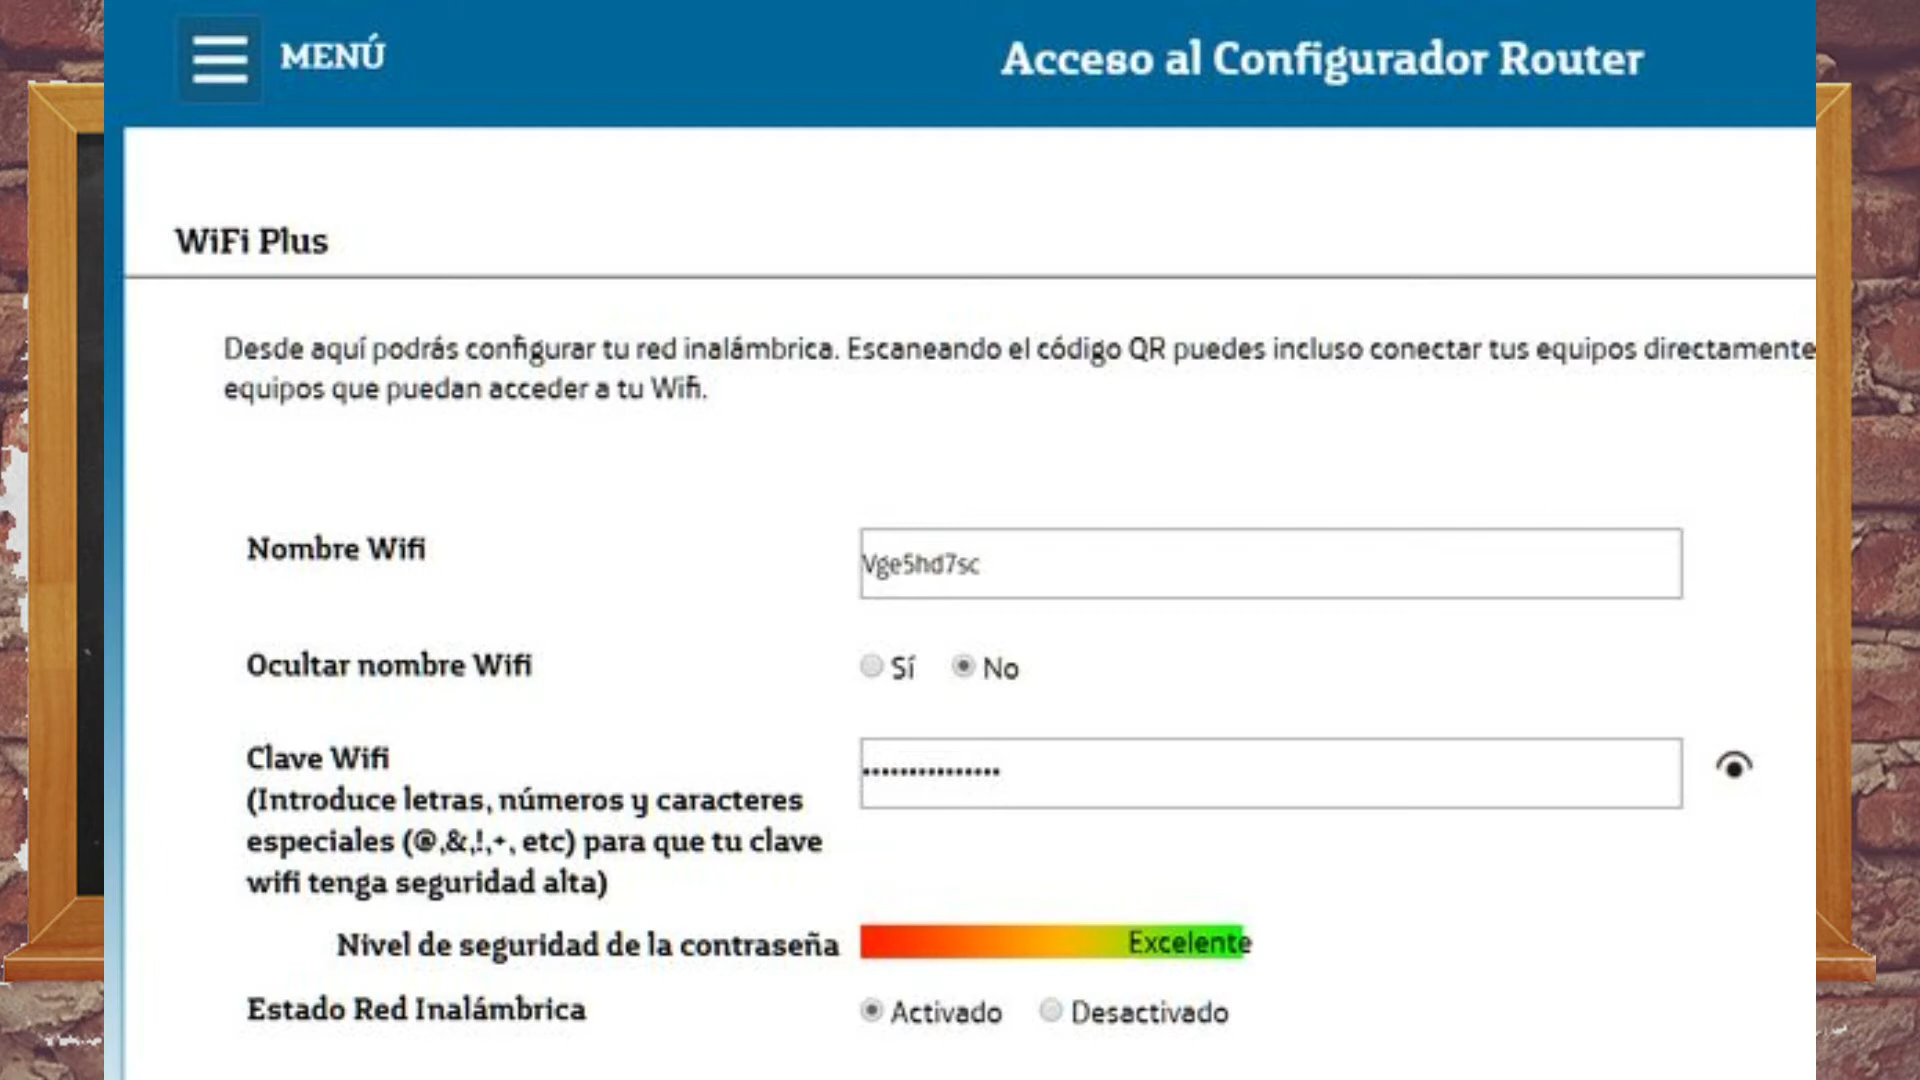 MENÚ
Acceso al Configurador Router
WiFi Plus
Desde aquí podrás configurar tu red inalámbrica. Escaneando el código QR puedes incluso conectar tus equipos directamente
equipos que puedan acceder a tu Wifi.
Nombre Wifi
Vge5hd7sc
Ocultar nombre Wifi
Sí
No
Clave Wifi
(Introduce letras, números y caracteres
especiales (@,&,!,+, etc) para que tu clave
wifi tenga seguridad alta)
•••••••••••••••
Nivel de seguridad de la contraseña
Excelente
Estado Red Inalámbrica
Activado
Desactivado